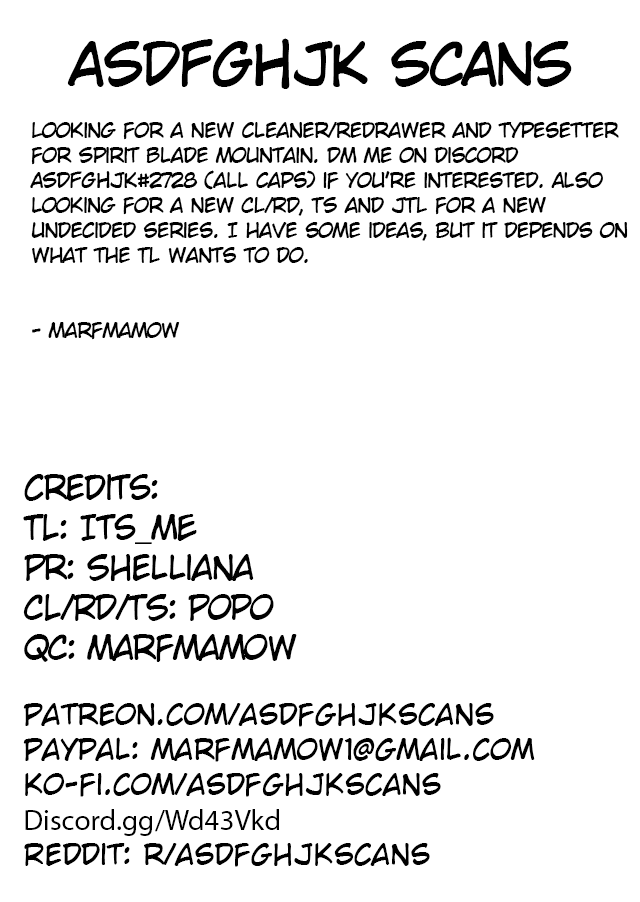 ASDFGHJK SCANS
LOOKING FOR A NEW CLEANER/REDRAWER AND TYPESETTER
FOR SPIRIT BLADE MOUNTAIN. DM ME ON DISCORD
ASDFGHJK#2728 (ALL CAPS) IF YOU'RE INTERESTED. ALSO
LOOKING FOR A NEW CL/RD, TS AND JTL FOR A NEW
UNDECIDED SERIES. I HAVE SOME IDEAS, BUT IT DEPENDS ON
WHAT THE TL WANTS TO DO.
- MARFMAMOW
CREDITS:
TL: ITS_ME
PR: SHELLIANA
CL/RD/TS: POPO
QC: MARFMAMOW
PATREON.COM/ASDFGHJKSCANS
PAYPAL: MARFMAMOW1@GMAIL.COM
KO-FI.COM/ASDFGHJKSCANS
Discord.gg/Wd43Vkd
REDDIT: R/ASDFGHJKSCANS